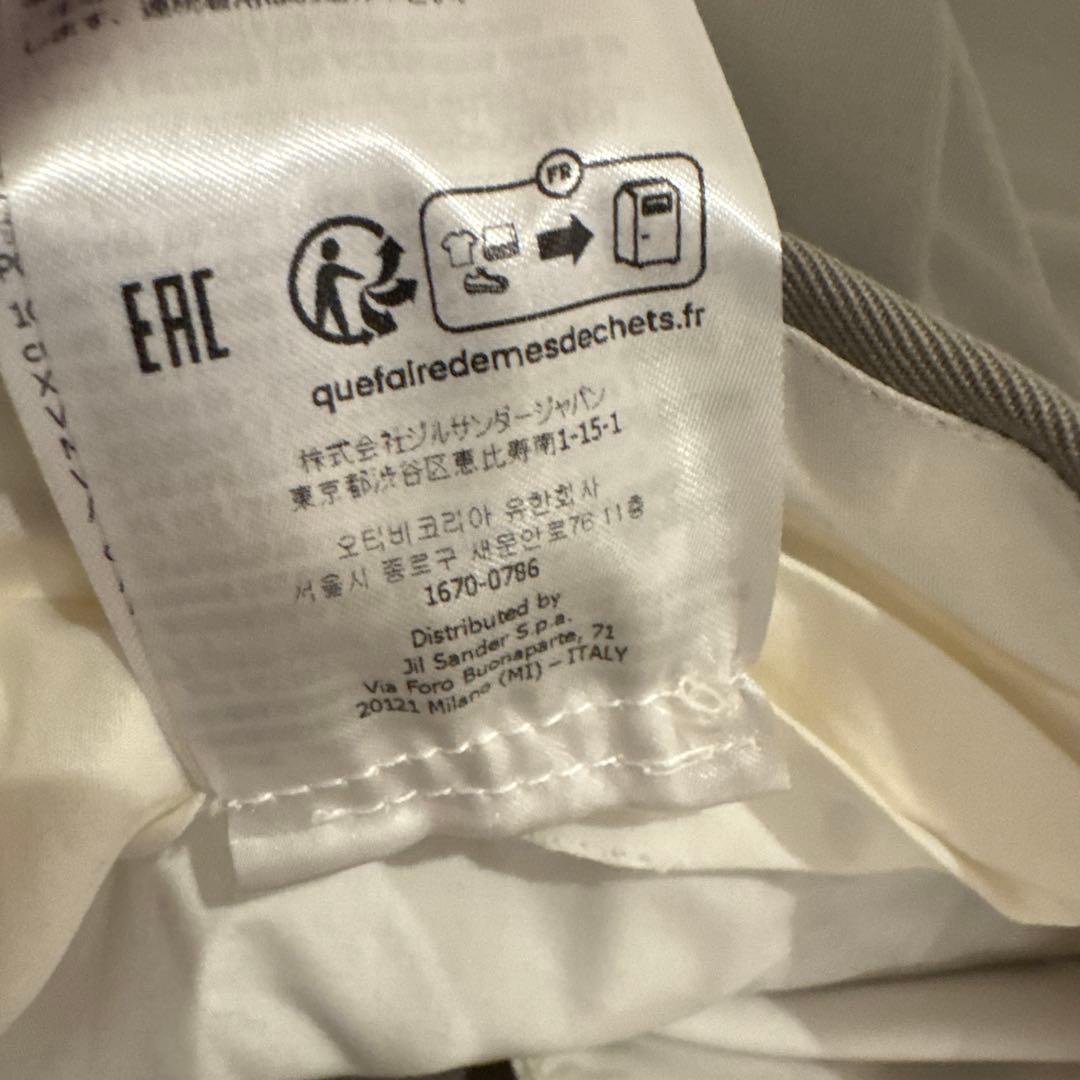 します、
FR
EAC
quefairedemesdechets.fr
株式会社ジルサンダージャパン
東京都渋谷区恵比寿南1-15-1
오티비코리아 유한회사
서울시 종로구 새문안로76 11층
1670-0786
Distributed by
Jil Sander S.p.a.
Via Foro Buonaparte, 71
20121 Milano (MI) - ITALY